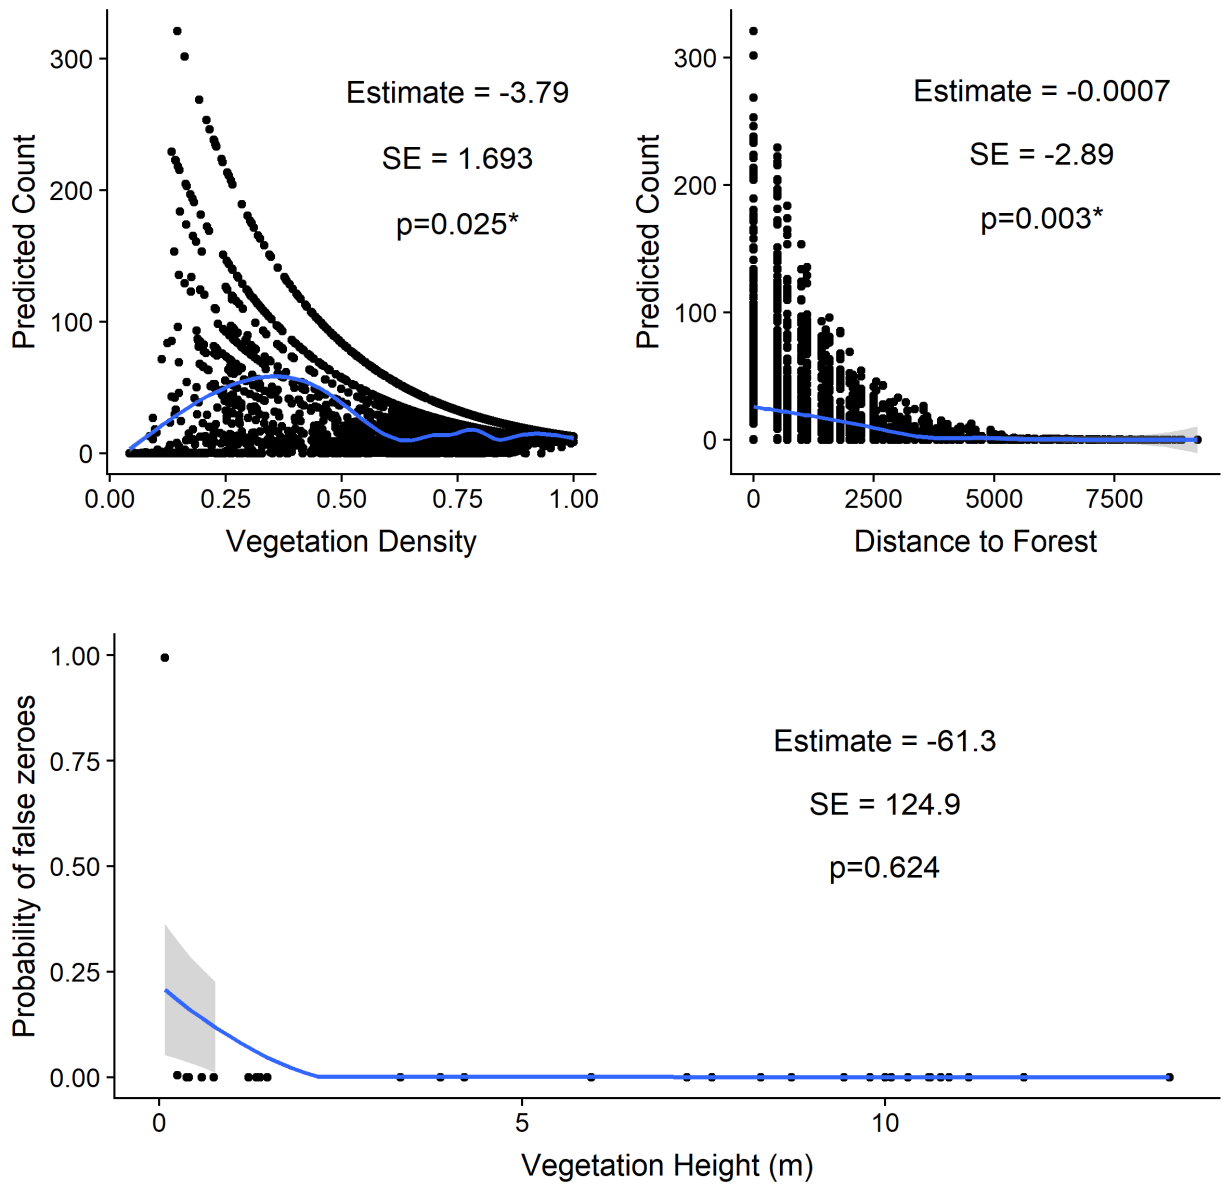 300
200
100
0
Predicted Count
Estimate = -3.79
SE = 1.693
p=0.025*
0.00 0.25 0.50 0.75 1.00
Vegetation Density
300
200
100
0
Predicted Count
Estimate = -0.0007
SE = -2.89
p=0.003*
0 2500 5000 7500
Distance to Forest
1.00
0.75
0.50
0.25
0.00
Probability of false zeroes
Estimate = -61.3
SE = 124.9
p=0.624
0 5 10
Vegetation Height (m)